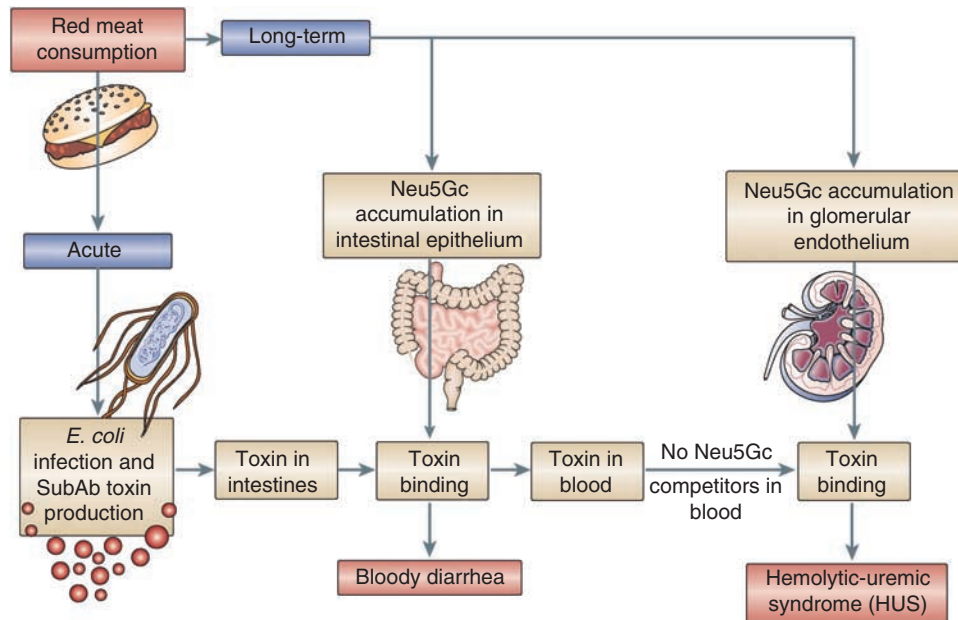 Red meat
consumption
Long-term
Neu5Gc
accumulation in
intestinal epithelium
Neu5Gc accumulation
in glomerular
endothelium
Acute
E. coli
infection and
SubAb toxin
production
Toxin in
intestines
Toxin
binding
Toxin in
blood
No Neu5Gc
competitors in
blood
Toxin
binding
Bloody diarrhea
Hemolytic-uremic
syndrome (HUS)